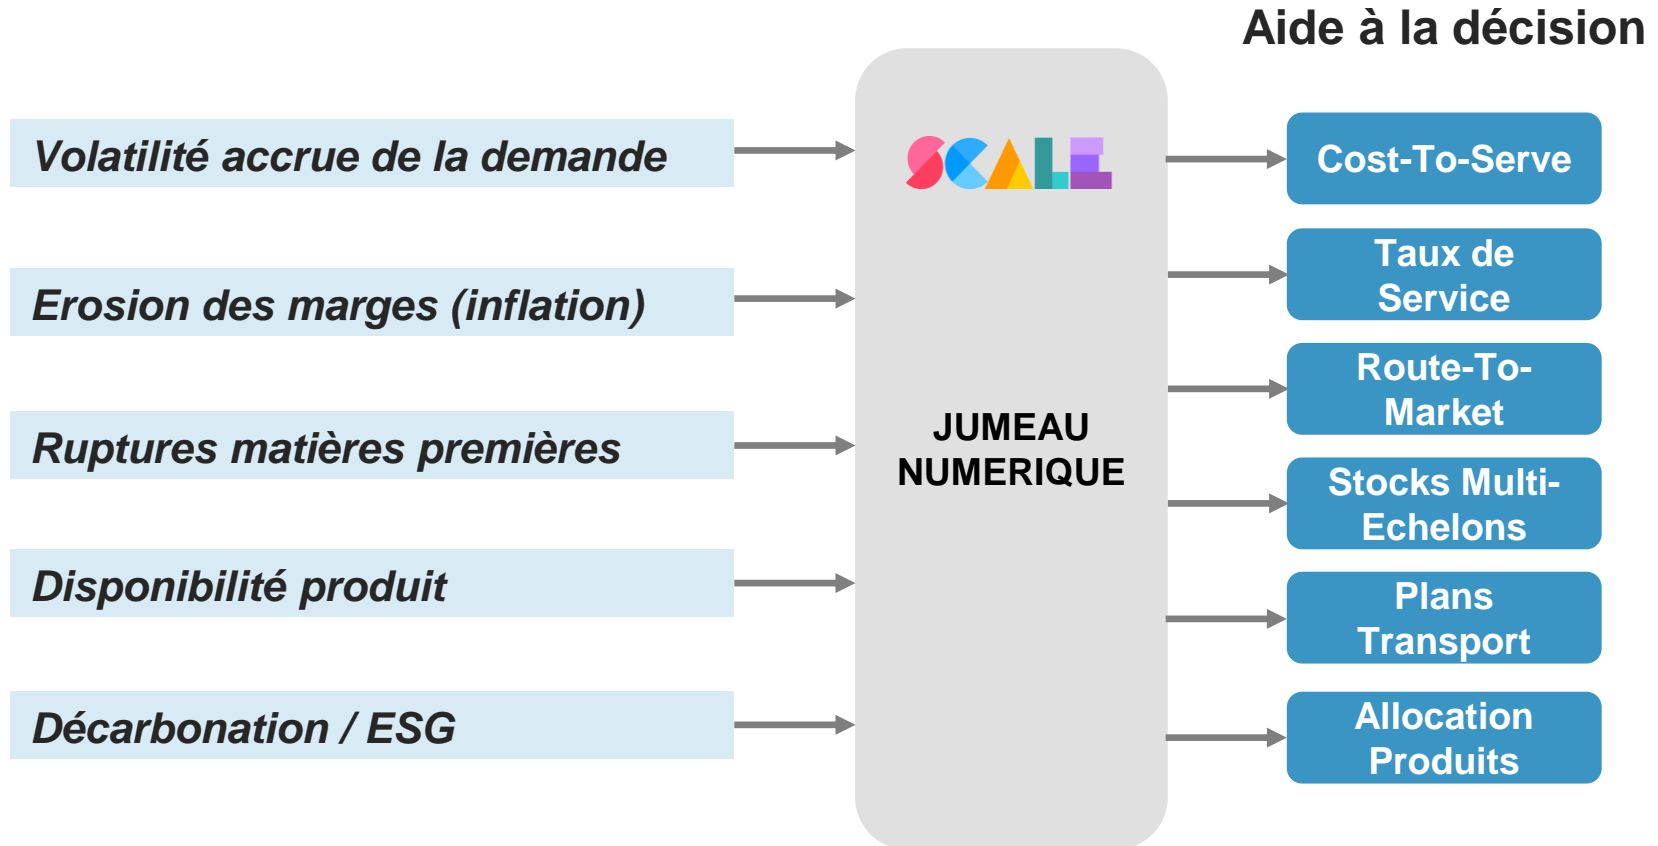 Aide à la décision
Volatilité accrue de la demande
Erosion des marges (inflation)
Ruptures matières premières
Disponibilité produit
Décarbonation / ESG
SCALE
JUMEAU
NUMERIQUE
Cost-To-Serve
Taux de
Service
Route-To-
Market
Stocks Multi-
Echelons
Plans
Transport
Allocation
Produits